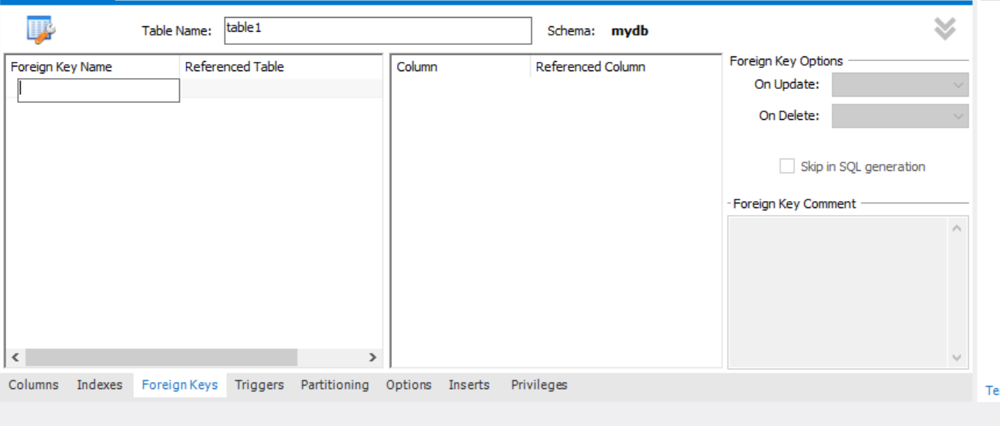 Table Name: table1 Schema: mydb
Foreign Key Name Referenced Table Column Referenced Column Foreign Key Options
On Update:
On Delete:
Skip in SQL generation
Foreign Key Comment
Columns Indexes Foreign Keys Triggers Partitioning Options Inserts Privileges